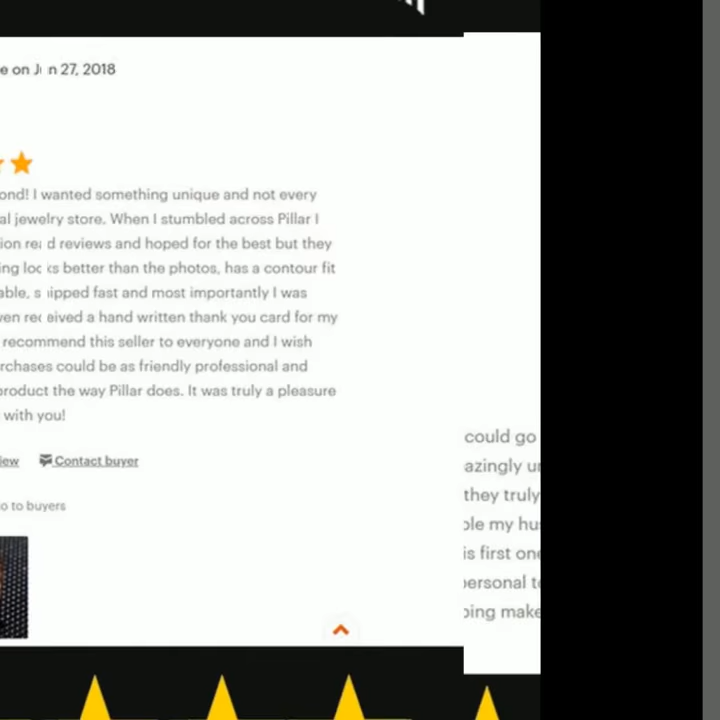 e on Jun 27, 2018
ond! I wanted something unique and not every
al jewelry store. When I stumbled across Pillar I
ion read reviews and hoped for the best but they
ing looks better than the photos, has a contour fit
able, shipped fast and most importantly I was
ven received a hand written thank you card for my
recommend this seller to everyone and I wish
rchases could be as friendly professional and
product the way Pillar does. It was truly a pleasure
with you!
iew Contact buyer
o to buyers
could go
azingly u
they truly
ole my hu
is first one
personal t
ping make